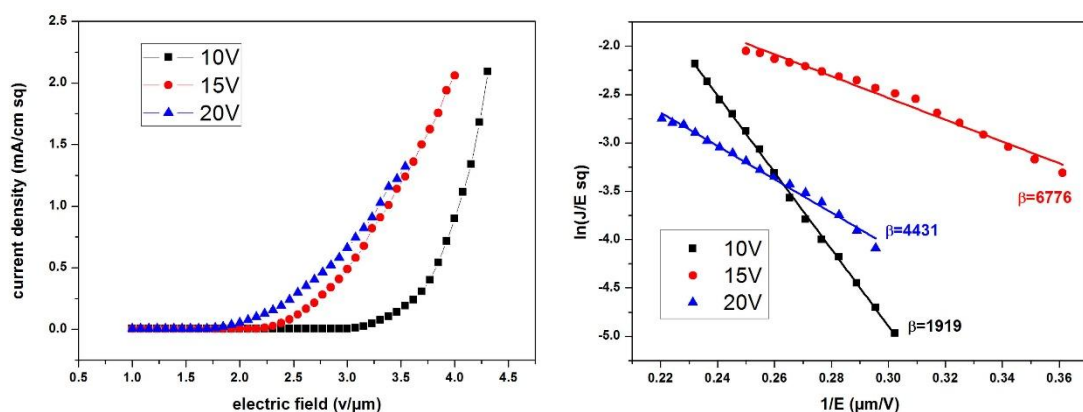 2.5
2.0
1.5
1.0
0.5
0.0
current density (mA/cm sq)
10V
15V
20V
0.5 1.0 1.5 2.0 2.5 3.0 3.5 4.0 4.5
electric field (v/µm)
-2.0
-2.5
-3.0
-3.5
-4.0
-4.5
-5.0
ln(J/E sq)
β=6776
β=4431
β=1919
10V
15V
20V
0.22 0.24 0.26 0.28 0.30 0.32 0.34 0.36
1/E (µm/V)